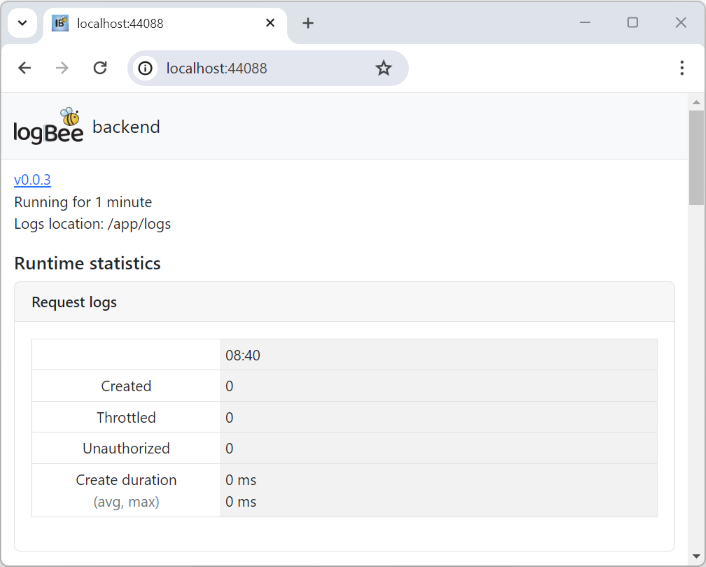 localhost:44088
localhost:44088
logBee backend
v0.0.3
Running for 1 minute
Logs location: /app/logs
Runtime statistics
Request logs
08:40
Created 0
Throttled 0
Unauthorized 0
Create duration 0 ms
(avg, max) 0 ms